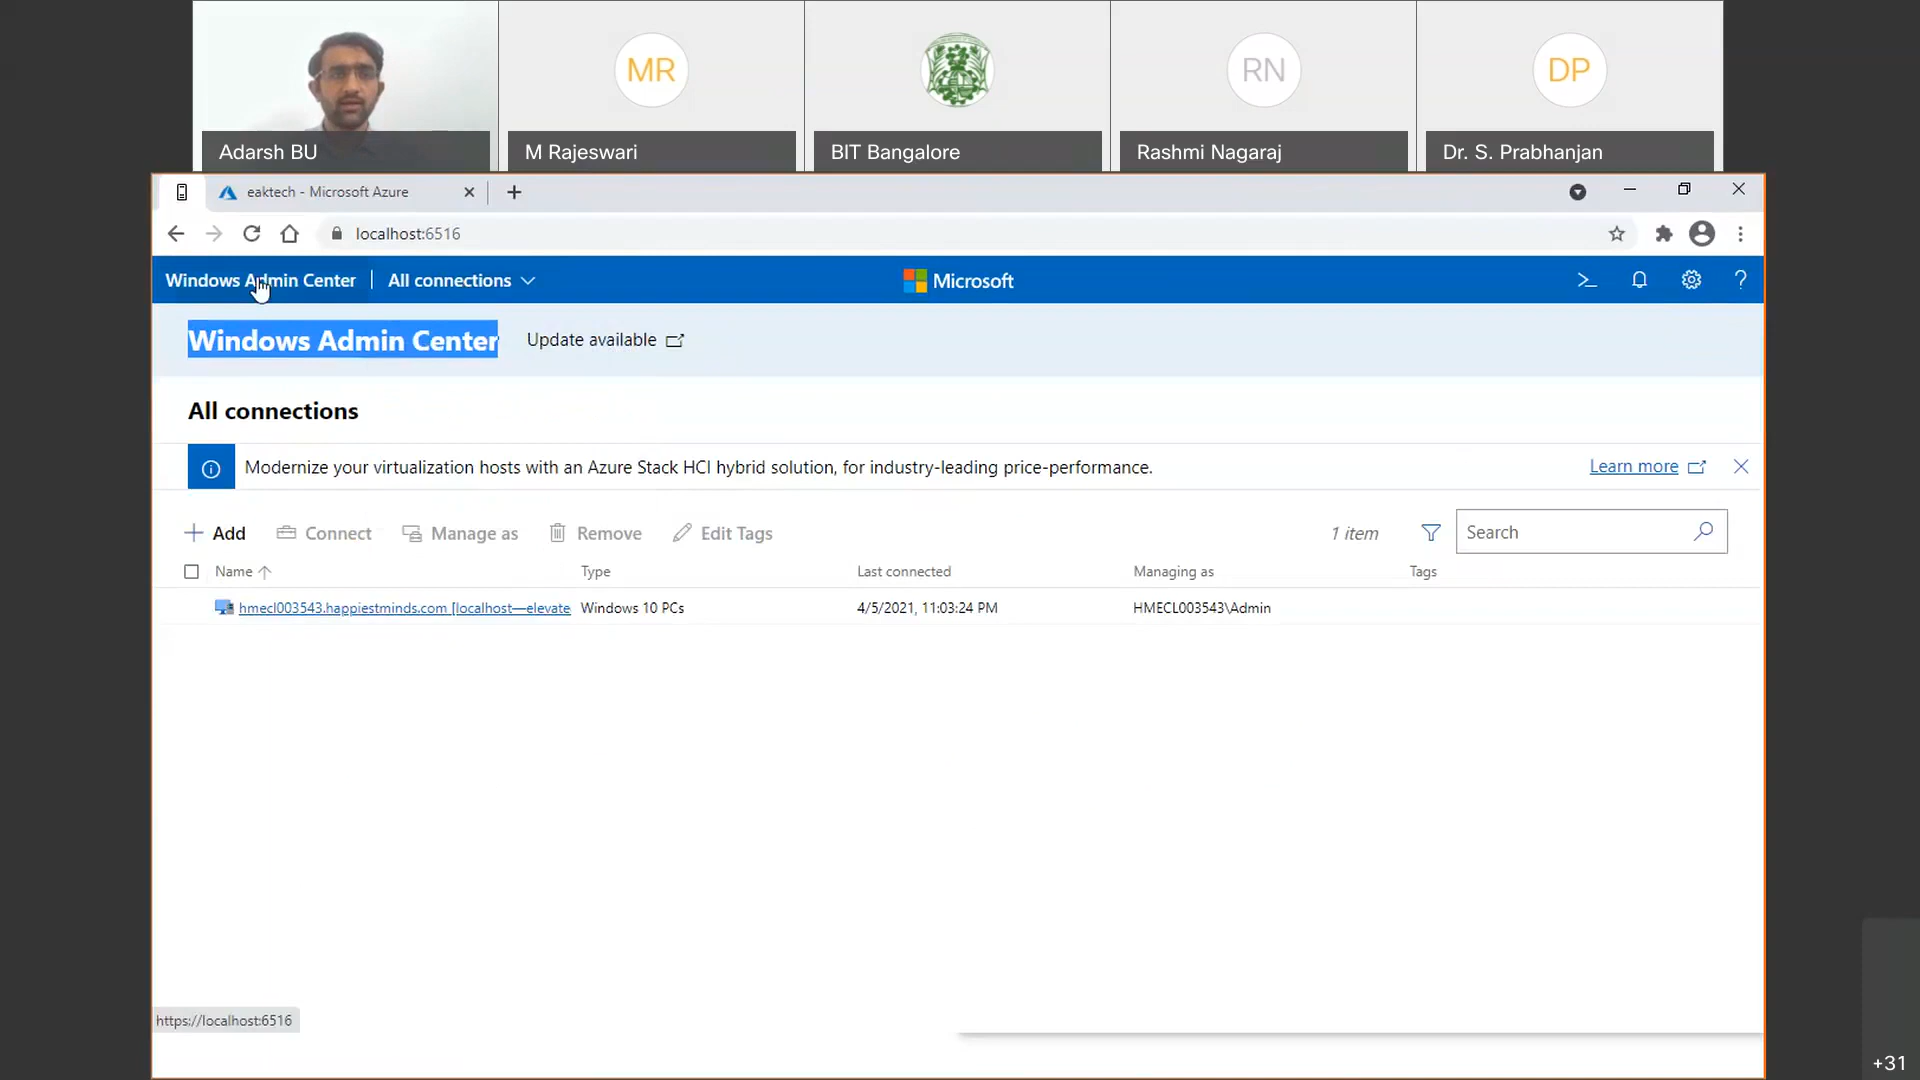 MR
RN
DP
Adarsh BU
M Rajeswari
BIT Bangalore
Rashmi Nagaraj
Dr. S. Prabhanjan
eaktech - Microsoft Azure
localhost:6516
Windows Admin Center
All connections
Microsoft
Windows Admin Center
Update available
All connections
Modernize your virtualization hosts with an Azure Stack HCI hybrid solution, for industry-leading price-performance.
Learn more
Add
Connect
Manage as
Remove
Edit Tags
1 item
Search
Name
Type
Last connected
Managing as
Tags
hmecl003543.happiestminds.com [localhost—elevate
Windows 10 PCs
4/5/2021, 11:03:24 PM
HMECL003543\Admin
https://localhost:6516
+31